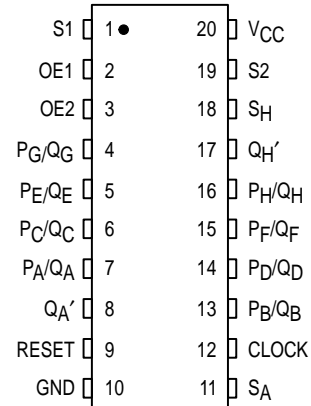 S1 1 20 VCC
OE1 2 19 S2
OE2 3 18 SH
PG/QG 4 17 QH′
PE/QE 5 16 PH/QH
PC/QC 6 15 PF/QF
PA/QA 7 14 PD/QD
QA′ 8 13 PB/QB
RESET 9 12 CLOCK
GND 10 11 SA